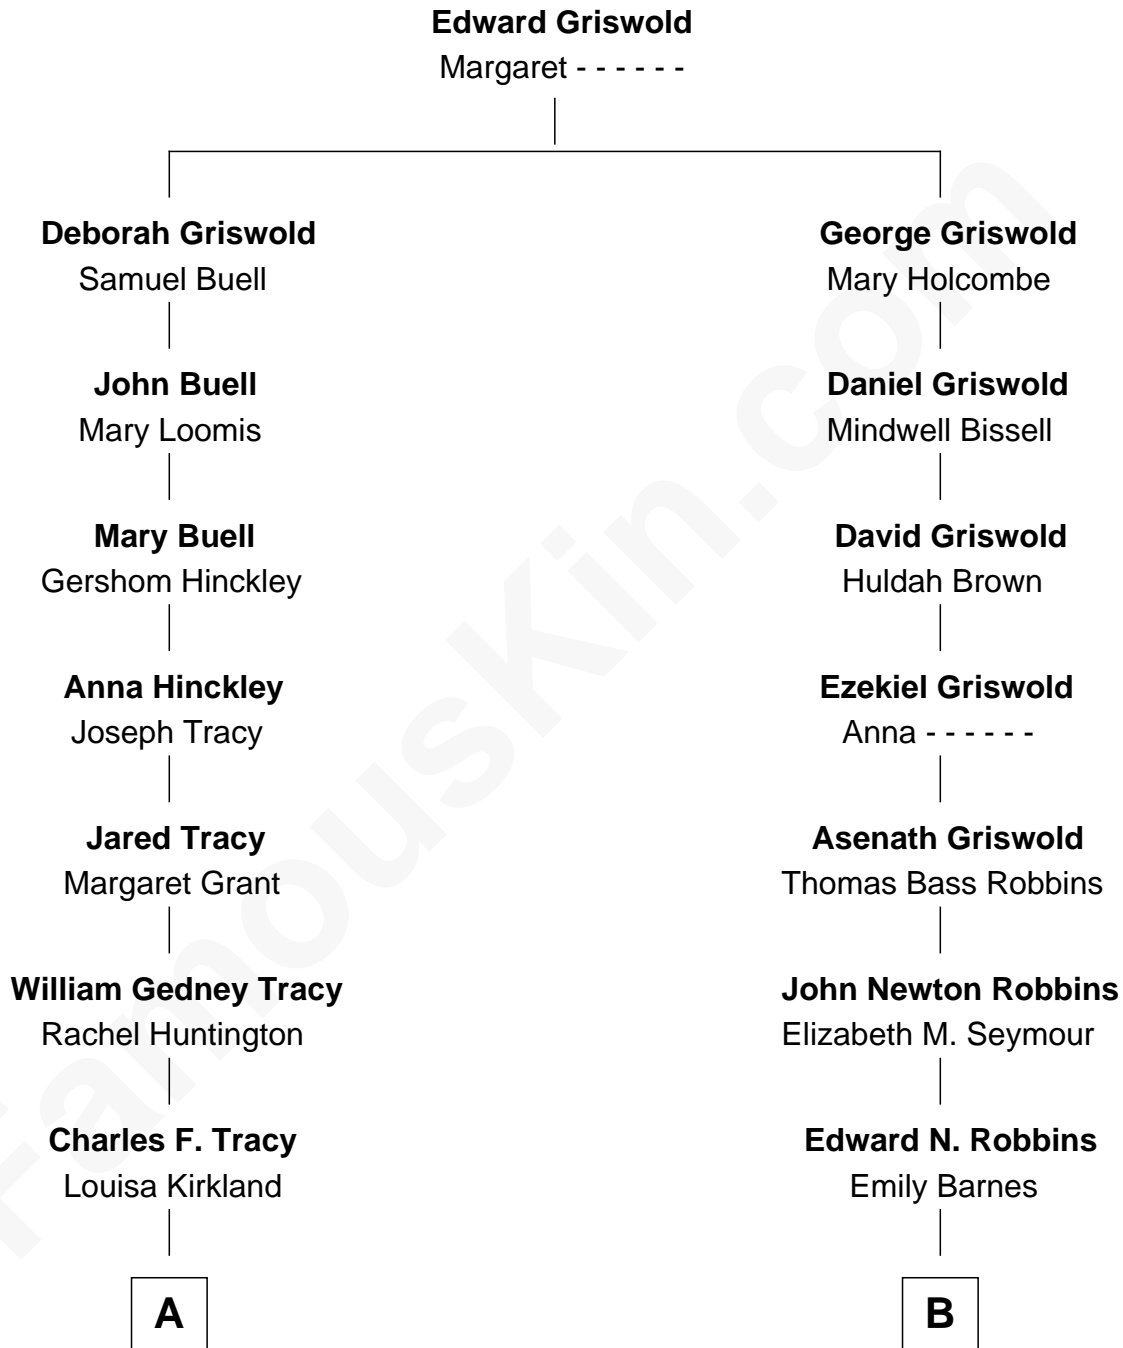 Edward Griswold
Margaret - - - - - -
Deborah Griswold
Samuel Buell
George Griswold
Mary Holcombe
John Buell
Mary Loomis
Daniel Griswold
Mindwell Bissell
Mary Buell
Gershom Hinckley
David Griswold
Huldah Brown
Anna Hinckley
Joseph Tracy
Ezekiel Griswold
Anna - - - - - -
Jared Tracy
Margaret Grant
Asenath Griswold
Thomas Bass Robbins
William Gedney Tracy
Rachel Huntington
John Newton Robbins
Elizabeth M. Seymour
Charles F. Tracy
Louisa Kirkland
Edward N. Robbins
Emily Barnes
A
B
FamousKin.com